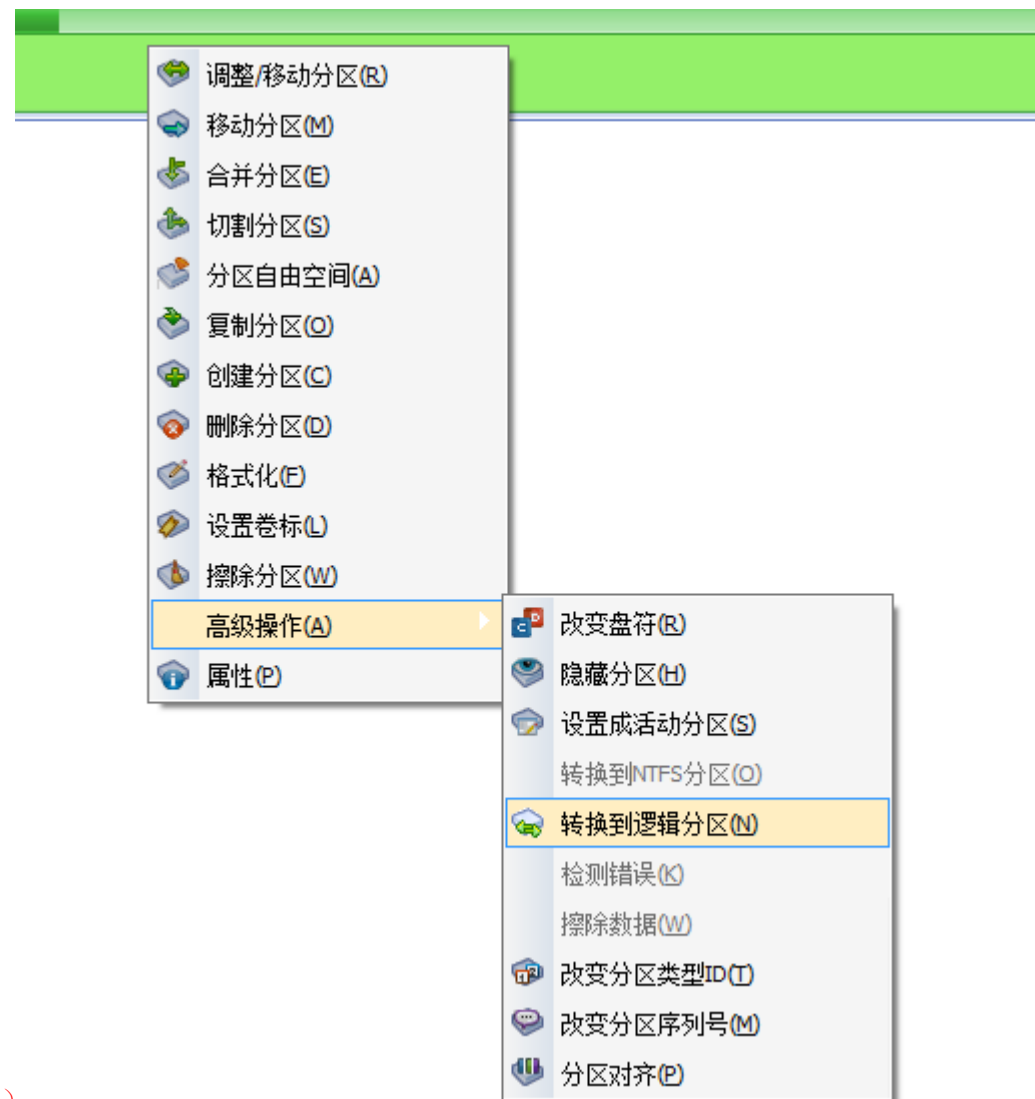 调整/移动分区(R)
移动分区(M)
合并分区(E)
切割分区(S)
分区自由空间(A)
复制分区(O)
创建分区(C)
删除分区(D)
格式化(F)
设置卷标(L)
擦除分区(W)
高级操作(A)
属性(P)
改变盘符(R)
隐藏分区(H)
设置成活动分区(S)
转换到NTFS分区(O)
转换到逻辑分区(N)
检测错误(K)
擦除数据(W)
改变分区类型ID(T)
改变分区序列号(M)
分区对齐(P)
)